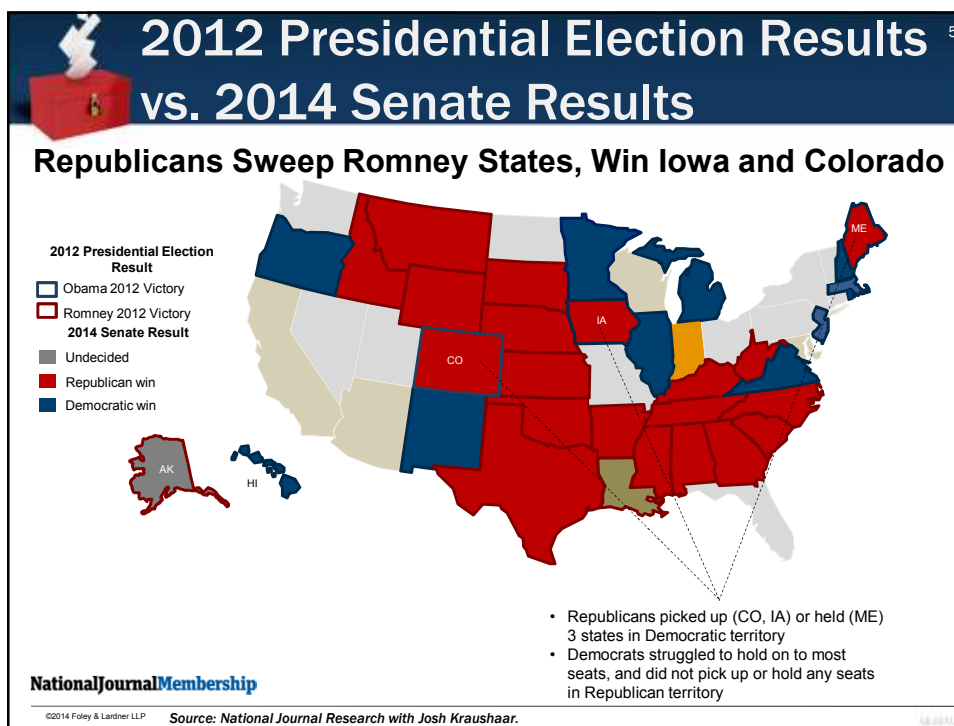 2012 Presidential Election Results
5
vs. 2014 Senate Results
Republicans Sweep Romney States, Win Iowa and Colorado
2012 Presidential Election
Result
Obama 2012 Victory
Romney 2012 Victory
2014 Senate Result
Undecided
Republican win
Democratic win
ME
IA
CO
AK
HI
• Republicans picked up (CO, IA) or held (ME)
3 states in Democratic territory
• Democrats struggled to hold on to most
seats, and did not pick up or hold any seats
in Republican territory
NationalJournalMembership
©2014 Foley & Lardner LLP
Source: National Journal Research with Josh Kraushaar.